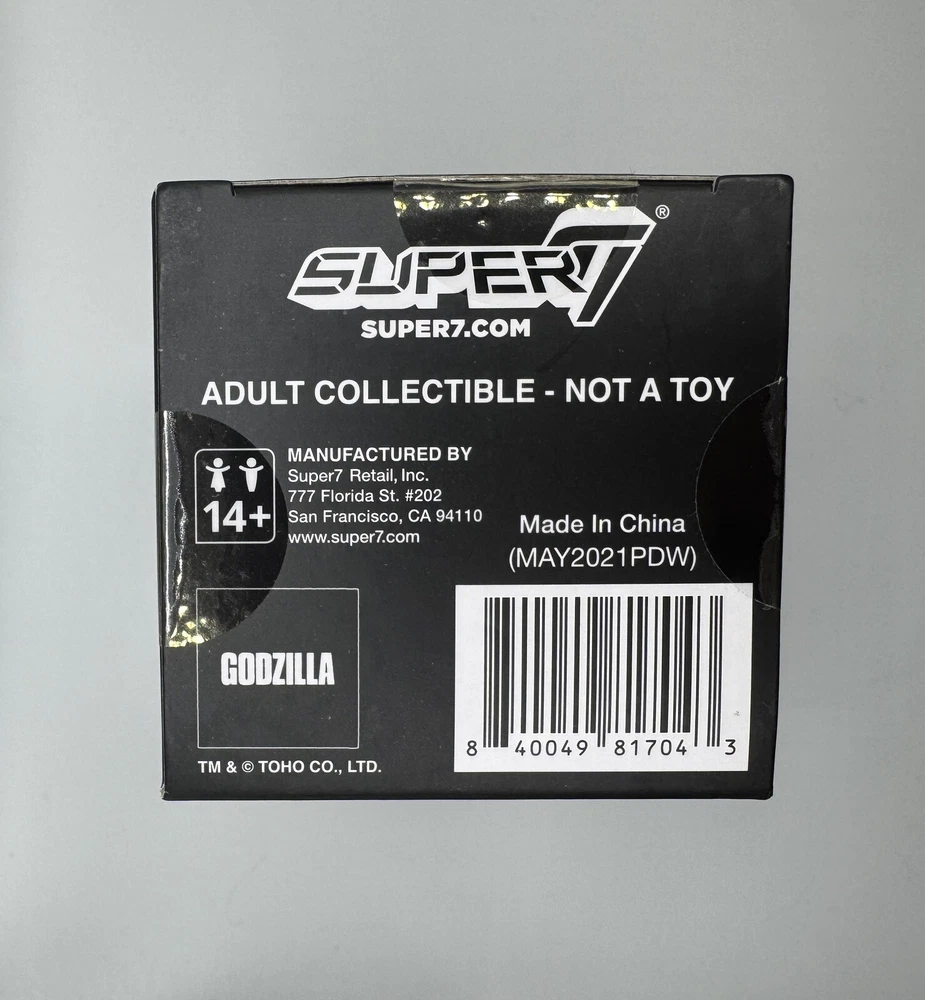 SUPER7®
SUPER7.COM
ADULT COLLECTIBLE - NOT A TOY
14+
MANUFACTURED BY
Super7 Retail, Inc.
777 Florida St. #202
San Francisco, CA 94110
www.super7.com
Made In China
(MAY2021PDW)
GODZILLA
TM & © TOHO CO., LTD.
8 40049 81704 3